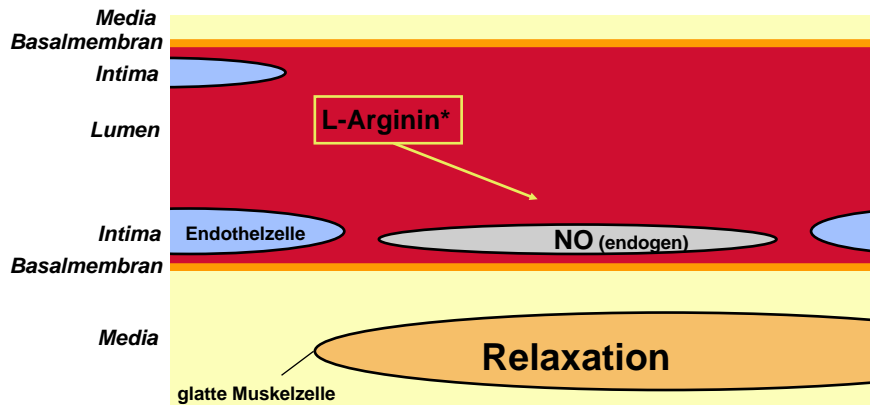 Media
Basalmembran
Intima
Lumen
L-Arginin*
Intima
Endothelzelle
NO (endogen)
Basalmembran
Media
Relaxation
glatte Muskelzelle